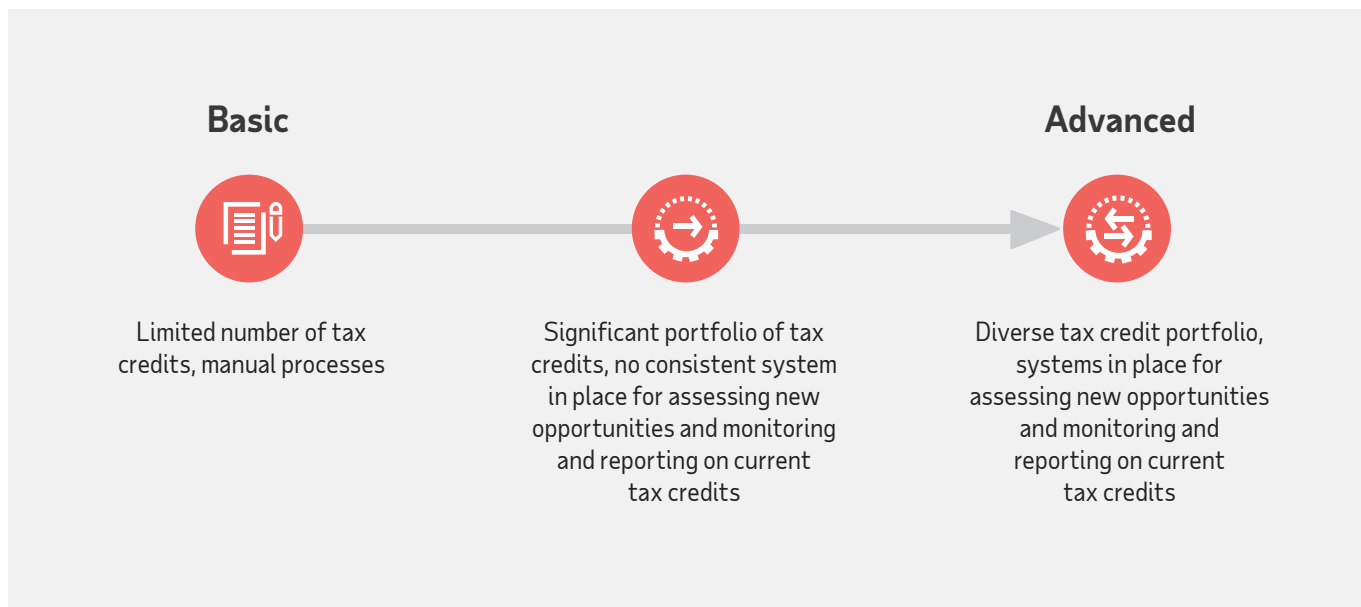 Basic
Advanced
Limited number of tax
credits, manual processes
Significant portfolio of tax
credits, no consistent system
in place for assessing new
opportunities and monitoring
and reporting on current
tax credits
Diverse tax credit portfolio,
systems in place for
assessing new opportunities
and monitoring and
reporting on current
tax credits